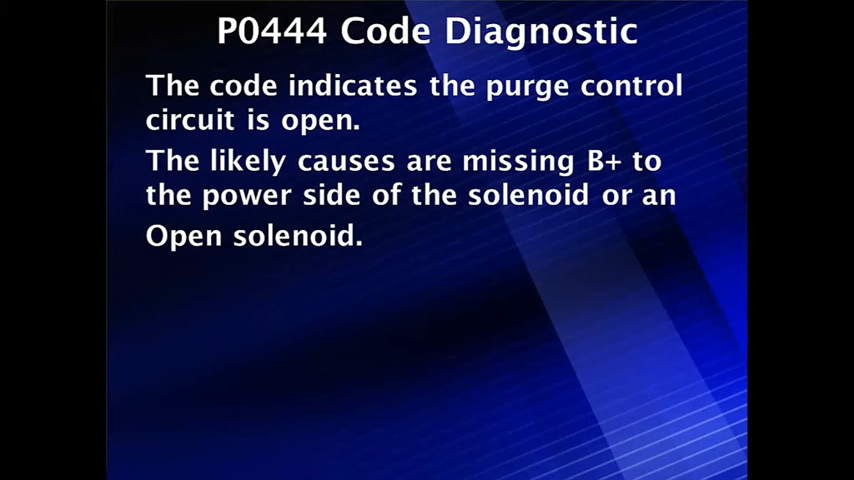 P0444 Code Diagnostic
The code indicates the purge control
circuit is open.
The likely causes are missing B+ to
the power side of the solenoid or an
Open solenoid.